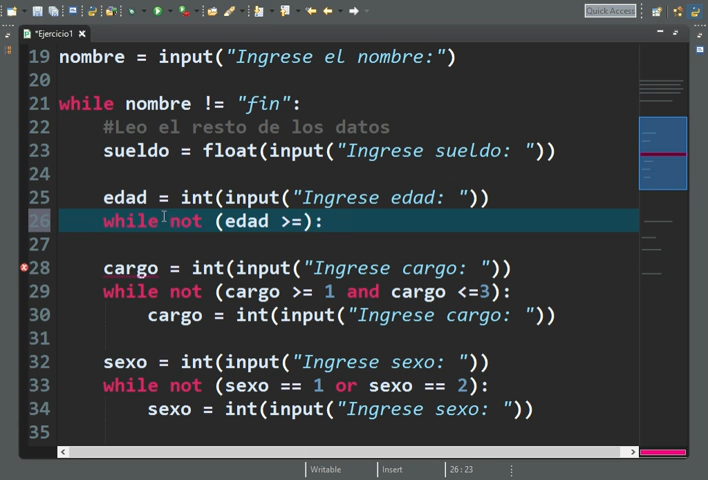 Quick Access
*Ejercicio1
19 nombre = input("Ingrese el nombre:")
20
21 while nombre != "fin":
22 #Leo el resto de los datos
23 sueldo = float(input("Ingrese sueldo: "))
24
25 edad = int(input("Ingrese edad: "))
26 while not (edad >=):
27
28 cargo = int(input("Ingrese cargo: "))
29 while not (cargo >= 1 and cargo <=3):
30 cargo = int(input("Ingrese cargo: "))
31
32 sexo = int(input("Ingrese sexo: "))
33 while not (sexo == 1 or sexo == 2):
34 sexo = int(input("Ingrese sexo: "))
35
Writable Insert 26:23